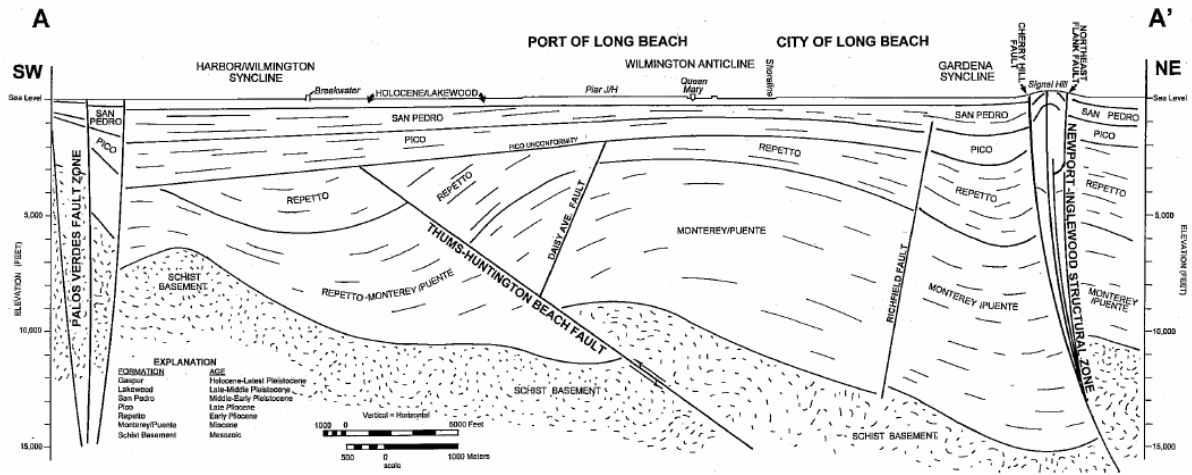 A
A'
PORT OF LONG BEACH
CITY OF LONG BEACH
SW
NE
HARBOR/WILMINGTON
SYNCLINE
WILMINGTON ANTICLINE
GARDENA
SYNCLINE
CHERRY HILL
FAULT
NORTHEAST
FLANK FAULT
Breakwater
HOLOCENE/LAKEWOOD
Pier J/H
Queen
Mary
Shoreline
Signal Hill
Sea Level
Sea Level
SAN
PEDRO
SAN PEDRO
SAN PEDRO
SAN PEDRO
PICO
PICO
PICO
PICO
PICO UNCONFORMITY
REPETTO
REPETTO
REPETTO
REPETTO
REPETTO
5,000
5,000
ELEVATION (FEET)
ELEVATION (FEET)
PALOS VERDES FAULT ZONE
THUMS-HUNTINGTON BEACH FAULT
DAISY AVE. FAULT
RICHFIELD FAULT
NEWPORT-INGLEWOOD STRUCTURAL ZONE
MONTEREY/PUENTE
SCHIST
BASEMENT
REPETTO-MONTEREY/PUENTE
MONTEREY/PUENTE
MONTEREY
/PUENTE
10,000
10,000
SCHIST BASEMENT
SCHIST BASEMENT
EXPLANATION
FORMATION AGE
Gaspur Holocene-Latest Pleistocene
Lakewood Late-Middle Pleistocene
San Pedro Middle-Early Pleistocene
Pico Late Pliocene
Repetto Early Pliocene
Monterey/Puente Miocene
Schist Basement Mesozoic
Vertical = Horizontal
1000 0 5000 Feet
500 0 1000 Meters
scale
15,000
15,000